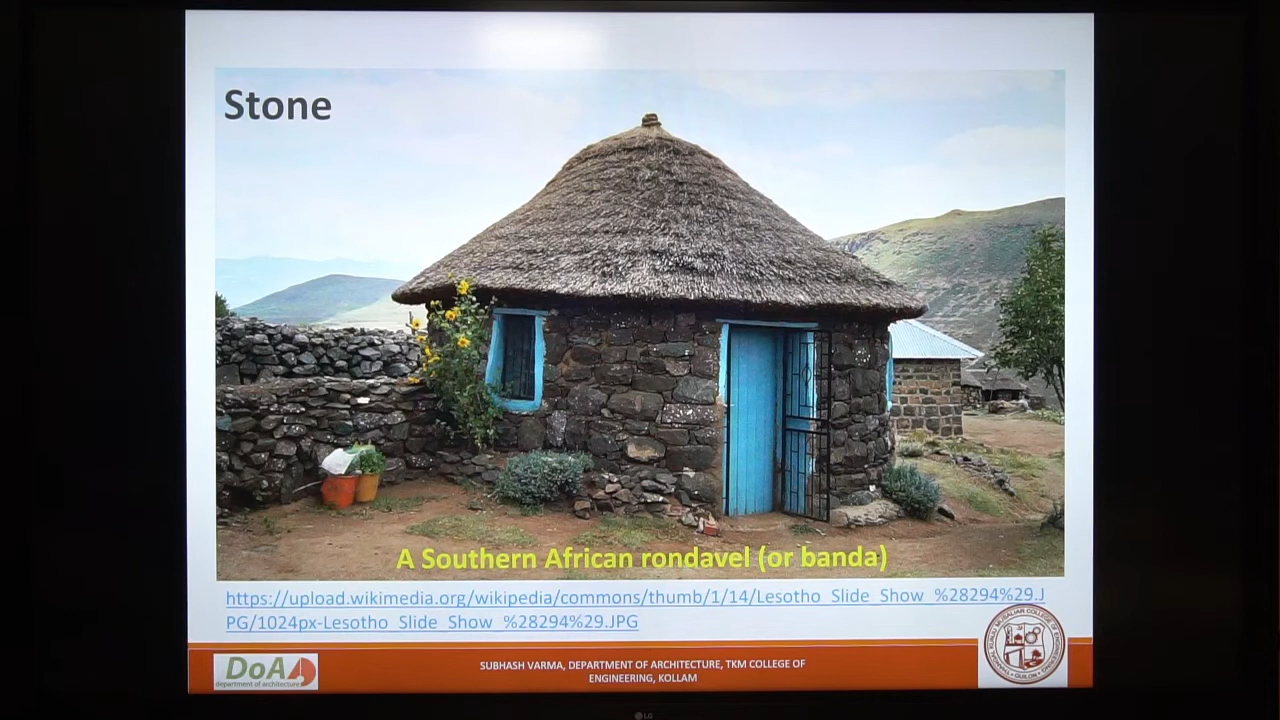 Stone
A Southern African rondavel (or banda)
https://upload.wikimedia.org/wikipedia/commons/thumb/1/14/Lesotho_Slide_Show_%28294%29.J
PG/1024px-Lesotho_Slide_Show_%28294%29.JPG
DoA
department of architecture
SUBHASH VARMA, DEPARTMENT OF ARCHITECTURE, TKM COLLEGE OF
ENGINEERING, KOLLAM
LG